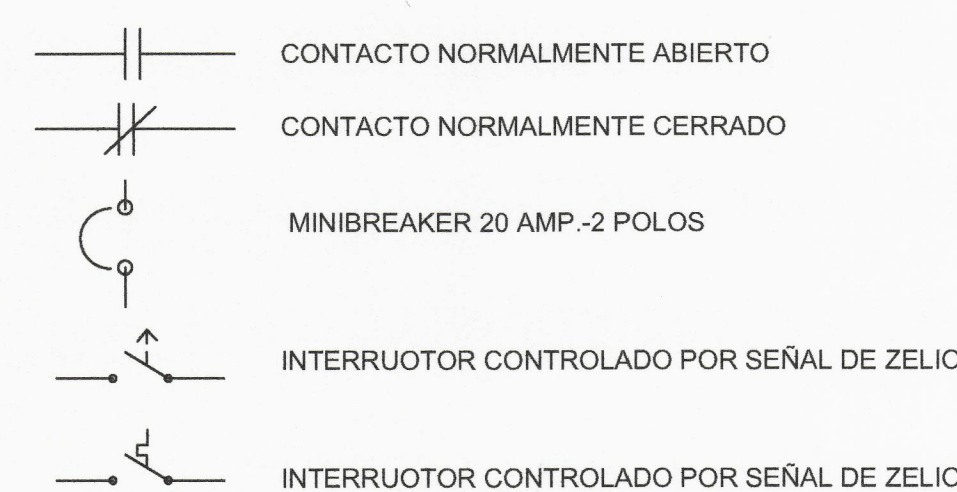 CONTACTO NORMALMENTE ABIERTO
CONTACTO NORMALMENTE CERRADO
MINIBREAKER 20 AMP.-2 POLOS
INTERRUOTOR CONTROLADO POR SEÑAL DE ZELIO
INTERRUOTOR CONTROLADO POR SEÑAL DE ZELIO